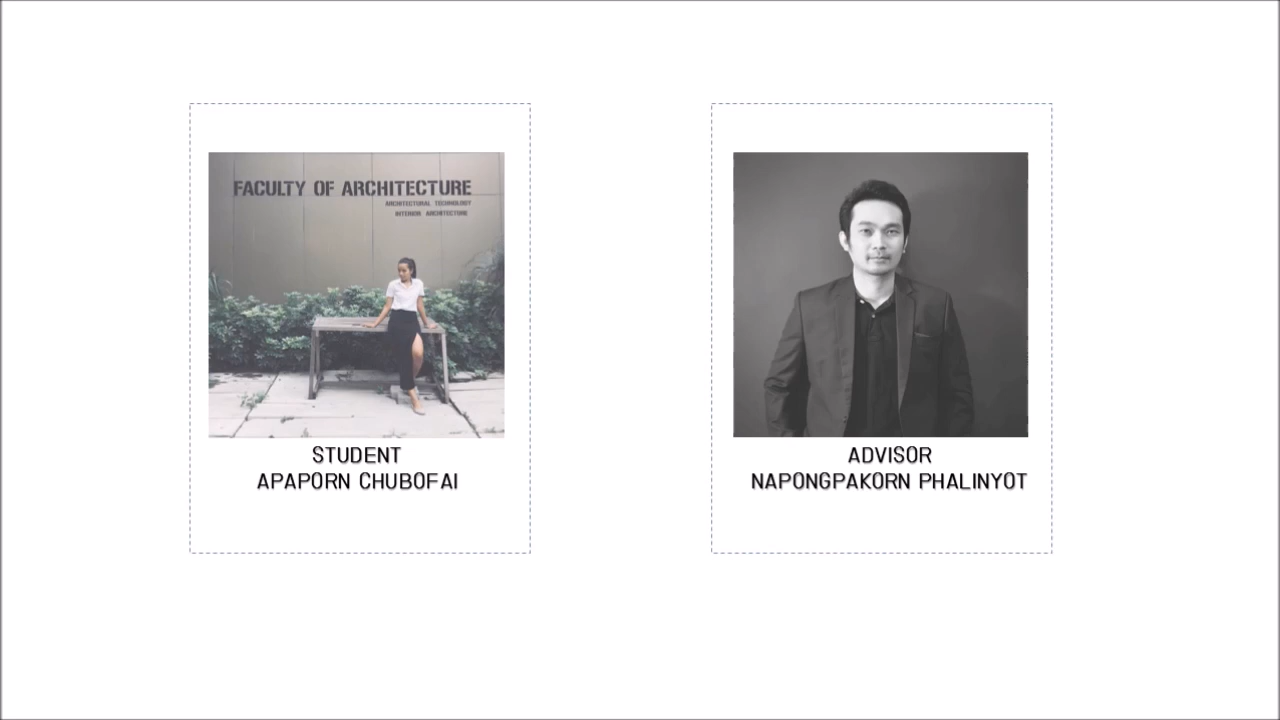 FACULTY OF ARCHITECTURE
ARCHITECTURAL TECHNOLOGY
INTERIOR ARCHITECTURE
STUDENT
APAPORN CHUBOFAI
ADVISOR
NAPONGPAKORN PHALINYOT